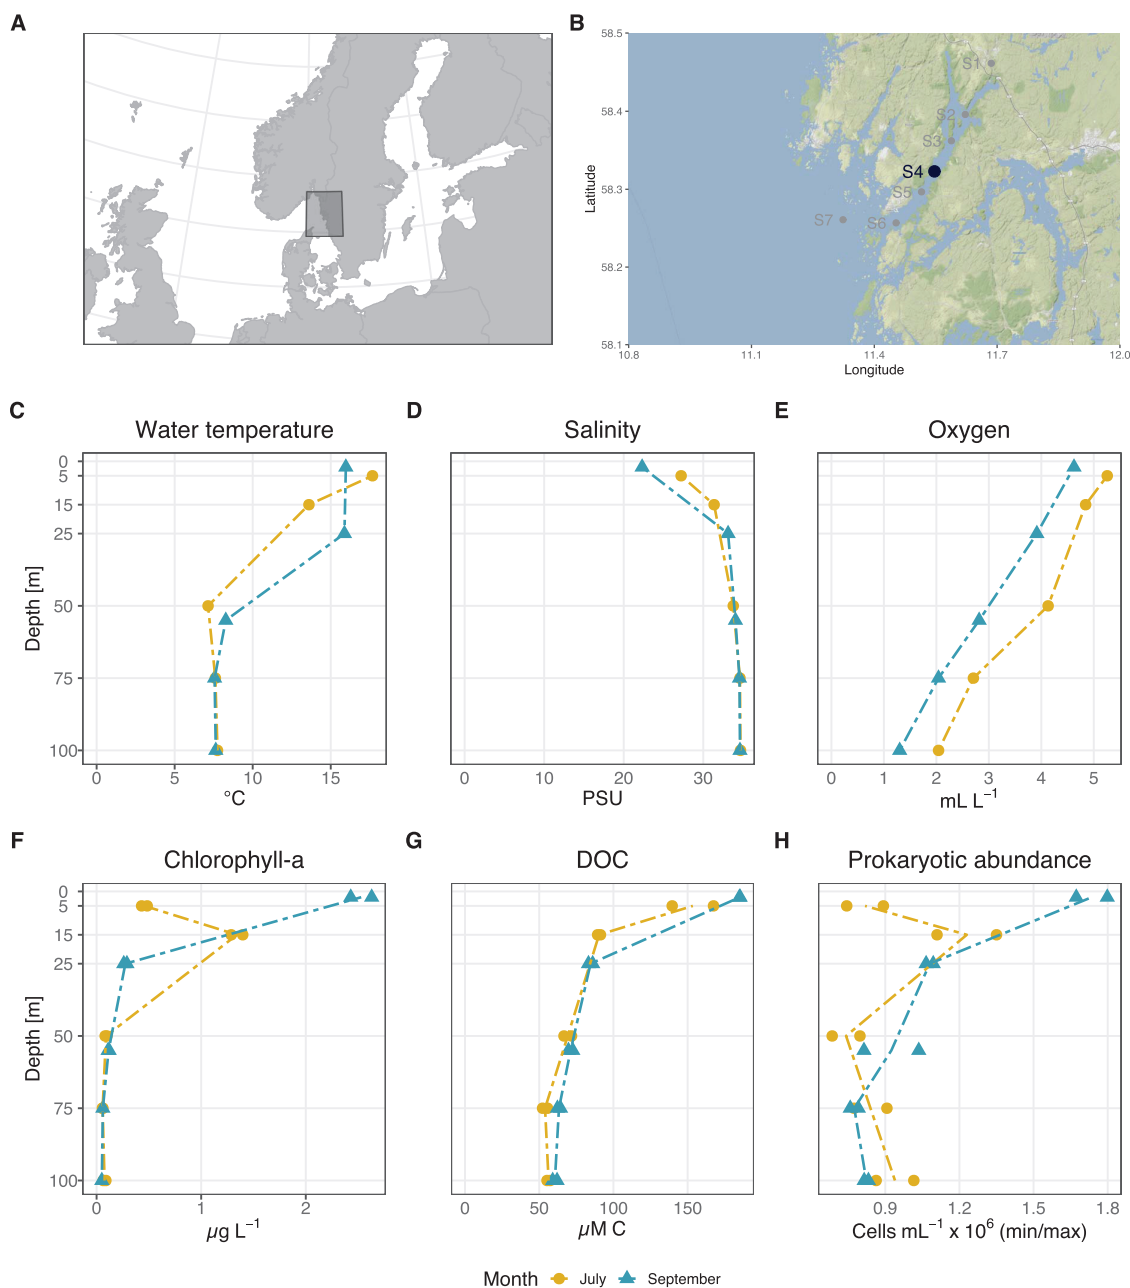 A
B
58.5
58.4
58.3
58.2
58.1
Latitude
S1
S2
S3
S4
S5
S6
S7
10.8
11.1
11.4
11.7
12.0
Longitude
C
Water temperature
D
Salinity
E
Oxygen
0
5
15
25
50
75
100
Depth [m]
0
5
10
15
°C
0
10
20
30
PSU
0
1
2
3
4
5
mL L⁻¹
F
Chlorophyll-a
G
DOC
H
Prokaryotic abundance
0
5
15
25
50
75
100
Depth [m]
0
1
2
µg L⁻¹
0
50
100
150
µM C
0.9
1.2
1.5
1.8
Cells mL⁻¹ x 10⁶ (min/max)
Month
July
September